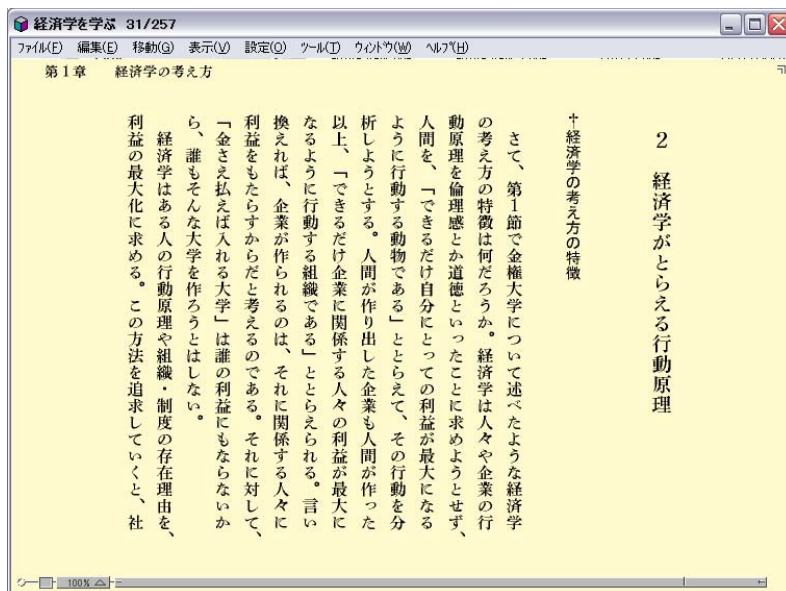 経済学を学ぶ 31/257
ファイル(F) 編集(E) 移動(G) 表示(V) 設定(O) ツール(T) ウィンドウ(W) ヘルプ(H)
第1章 経済学の考え方
2 経済学がとらえる行動原理
†経済学の考え方の特徴
さて、第1節で金権大学について述べたような経済学
の考え方の特徴は何だろうか。経済学は人々や企業の行
動原理を倫理感とか道徳といったことに求めようとせず、
人間を、「できるだけ自分にとっての利益が最大になる
ように行動する動物である」ととらえて、その行動を分
析しようとする。人間が作り出した企業も人間が作った
以上、「できるだけ企業に関係する人々の利益が最大に
なるように行動する組織である」ととらえられる。言い
換えれば、企業が作られるのは、それに関係する人々に
利益をもたらすからだと考えるのである。それに対して、
「金さえ払えば入れる大学」は誰の利益にもならないか
ら、誰もそんな大学を作ろうとはしない。
経済学はある人の行動原理や組織・制度の存在理由を、
利益の最大化に求める。この方法を追求していくと、社
100%